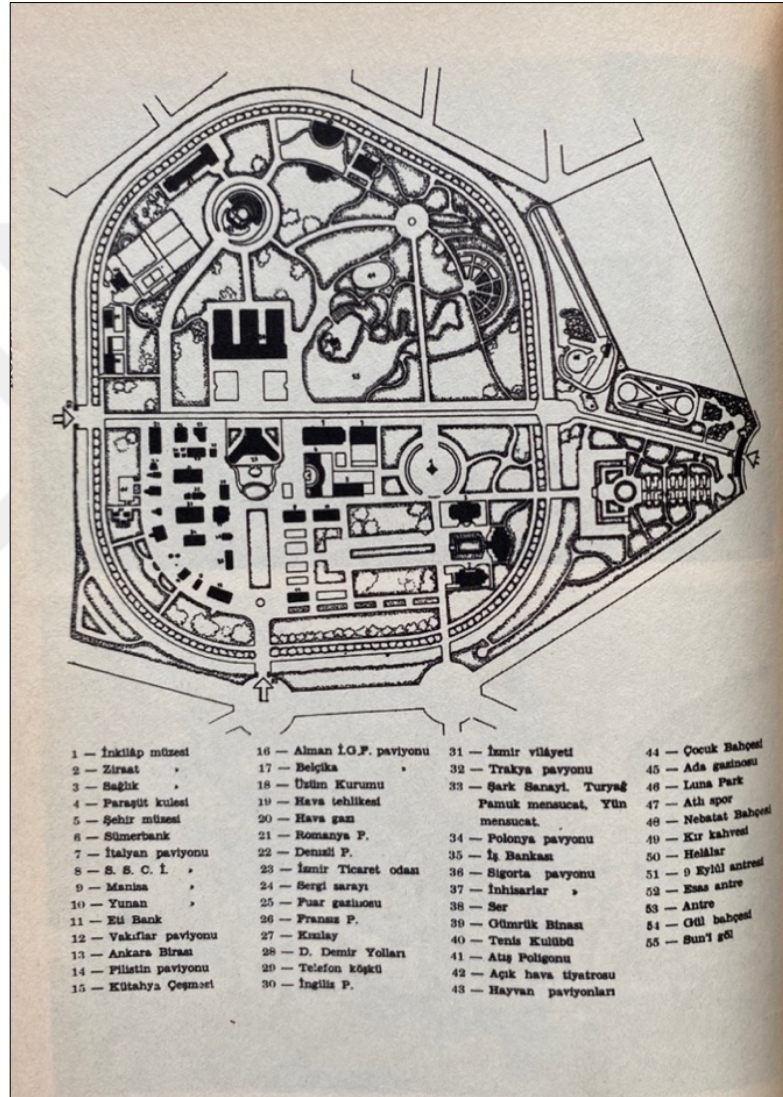 1 — İnkilâp müzesi
2 — Ziraat »
3 — Sağlık »
4 — Paraşüt kulesi
5 — Şehir müzesi
6 — Sümerbank
7 — İtalyan paviyonu
8 — S. S. C. İ. »
9 — Manisa »
10 — Yunan »
11 — Eti Bank
12 — Vakıflar paviyonu
13 — Ankara Birası
14 — Filistin paviyonu
15 — Kütahya Çeşmesi
16 — Alman İ.G.F. paviyonu
17 — Belçika »
18 — Üzüm Kurumu
19 — Hava tehlikesi
20 — Hava gazı
21 — Romanya P.
22 — Denizli P.
23 — İzmir Ticaret odası
24 — Sergi sarayı
25 — Fuar gazinosu
26 — Fransız P.
27 — Kızılay
28 — D. Demir Yolları
29 — Telefon köşkü
30 — İngiliz P.
31 — İzmir vilâyeti
32 — Trakya pavyonu
33 — Şark Sanayi. Turyağ
Pamuk mensucat, Yün
mensucat.
34 — Polonya pavyonu
35 — İş Bankası
36 — Sigorta pavyonu
37 — İnhisarlar »
38 — Ser
39 — Gümrük Binası
40 — Tenis Kulübü
41 — Atış Poligonu
42 — Açık hava tiyatrosu
43 — Hayvan paviyonları
44 — Çocuk Bahçesi
45 — Ada gazinosu
46 — Luna Park
47 — Atlı spor
48 — Nebatat Bahçesi
49 — Kır kahvesi
50 — Helâlar
51 — 9 Eylûl antresi
52 — Esas antre
53 — Antre
54 — Gül bahçesi
55 — Sun'i göl